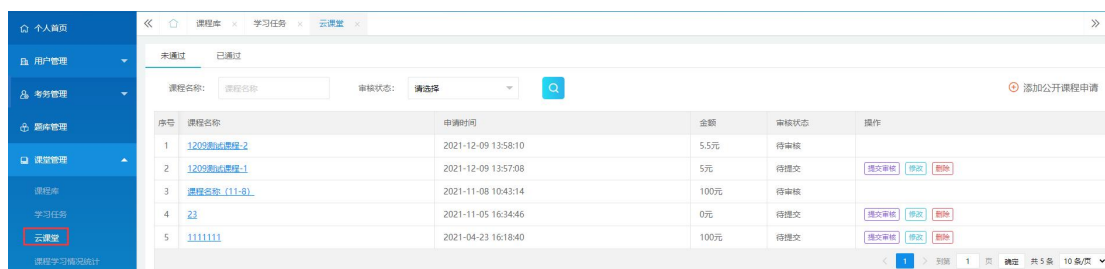 个人首页
课程库 × 学习任务 × 云课堂 ×
用户管理
未通过 已通过
考务管理
课程名称: 课程名称 审核状态: 请选择 添加公开课程申请
题库管理
序号 课程名称 申请时间 金额 审核状态 操作
1 1209测试课程-2 2021-12-09 13:58:10 5.5元 待审核
课堂管理
2 1209测试课程-1 2021-12-09 13:57:08 5元 待提交 提交审核 修改 删除
课程库
3 课程名称（11-8） 2021-11-08 10:43:14 100元 待审核
学习任务
4 23 2021-11-05 16:34:46 0元 待提交 提交审核 修改 删除
云课堂
5 1111111 2021-04-23 16:18:40 100元 待提交 提交审核 修改 删除
课程学习情况统计
< 1 > 到第 1 页 确定 共 5 条 10 条/页